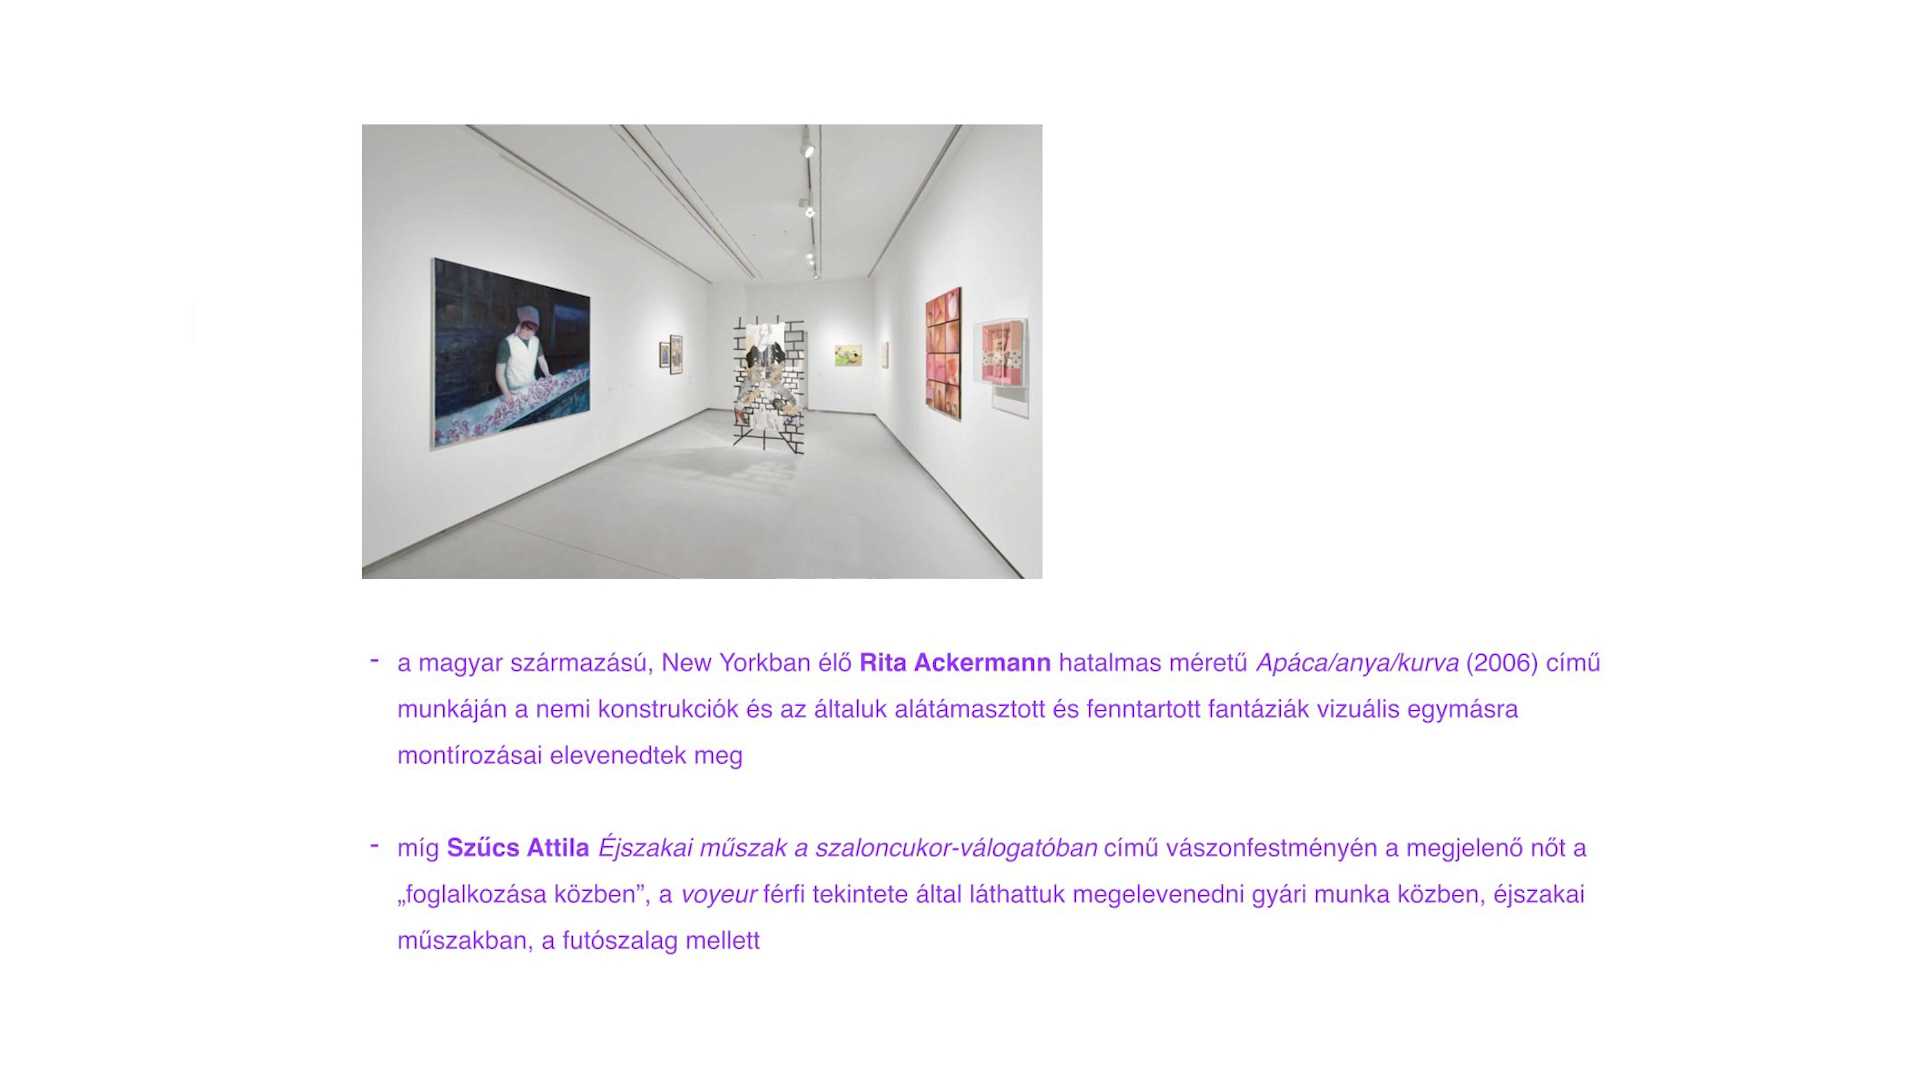 - a magyar származású, New Yorkban élő Rita Ackermann hatalmas méretű Apáca/anya/kurva (2006) című
munkáján a nemi konstrukciók és az általuk alátámasztott és fenntartott fantáziák vizuális egymásra
montírozásai elevenedtek meg
- míg Szűcs Attila Éjszakai műszak a szaloncukor-válogatóban című vászonfestményén a megjelenő nőt a
„foglalkozása közben”, a voyeur férfi tekintete által láthattuk megelevenedni gyári munka közben, éjszakai
műszakban, a futószalag mellett